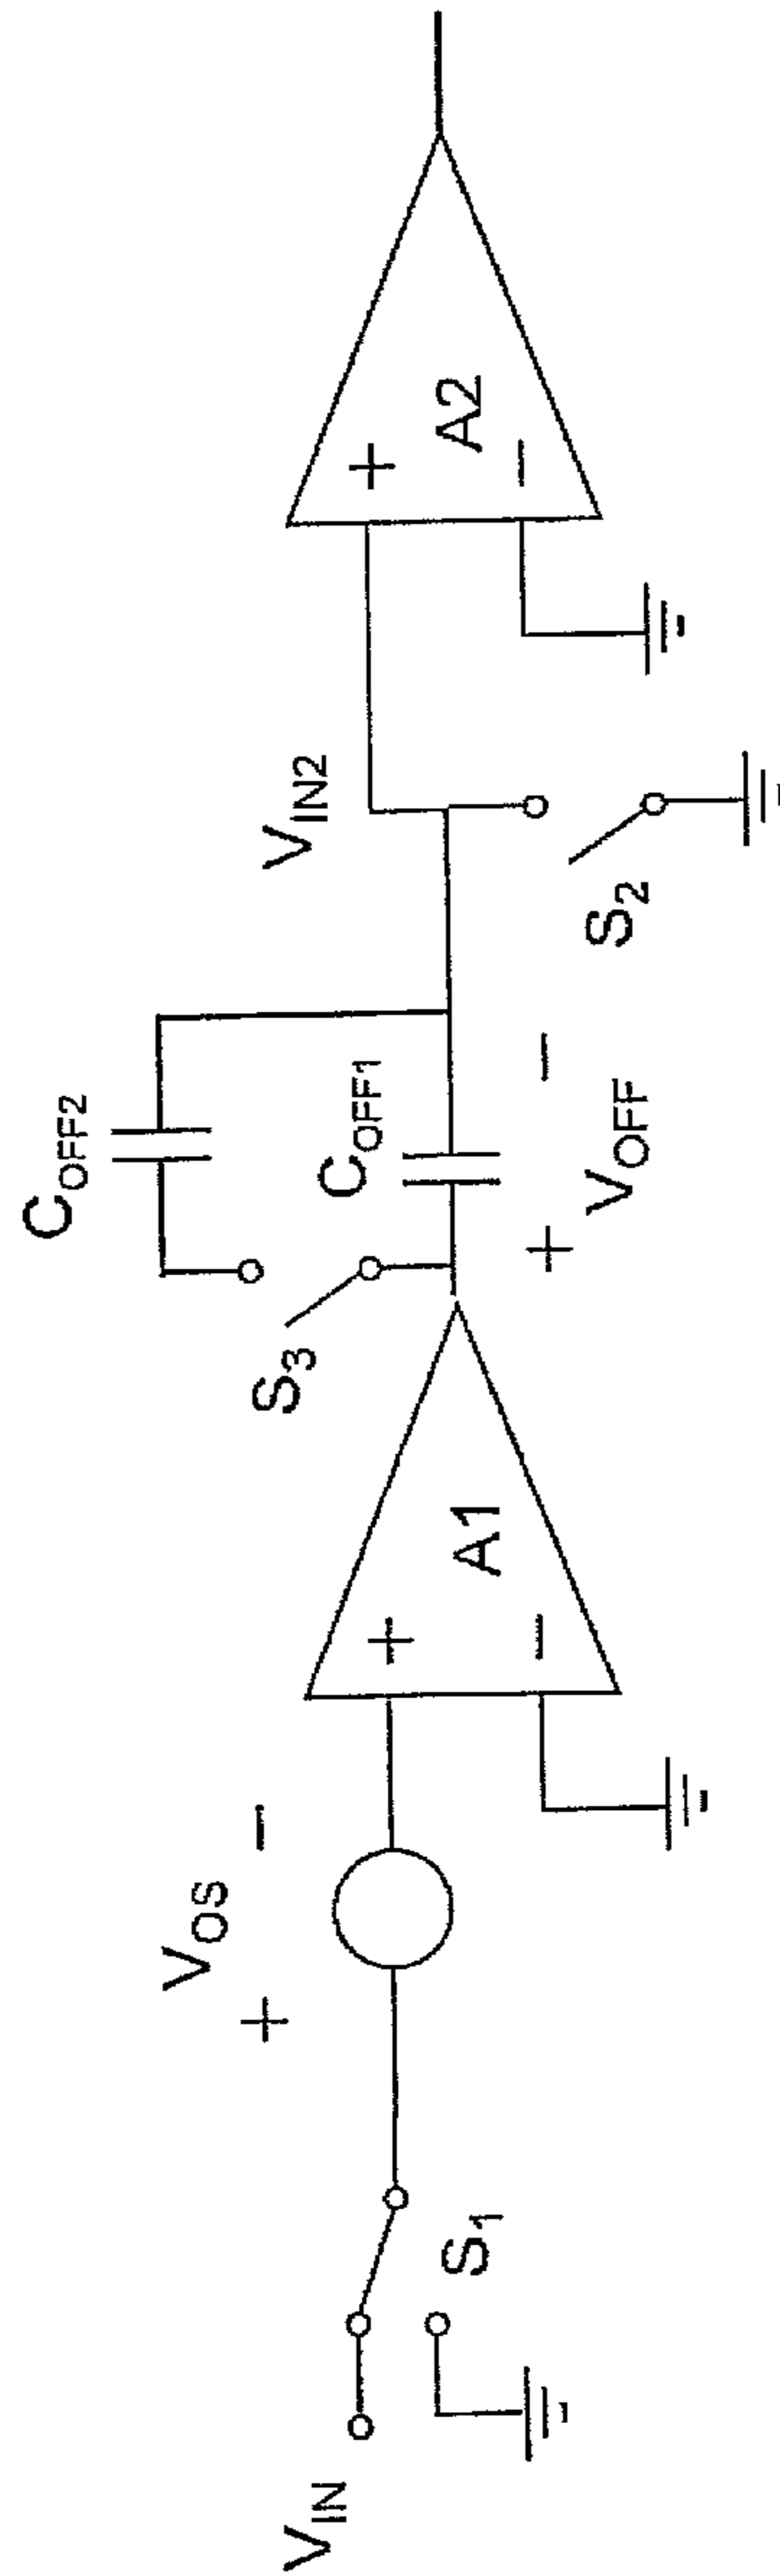 V_IN
S_1
+ V_OS −
+
−
A1
S_3
C_OFF2
C_OFF1
+ V_OFF −
V_IN2
S_2
+
−
A2